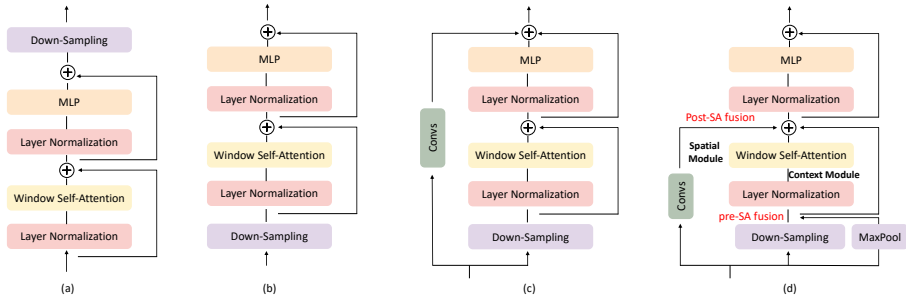 Down-Sampling
MLP
Layer Normalization
Window Self-Attention
Layer Normalization
(a)
MLP
Layer Normalization
Window Self-Attention
Layer Normalization
Down-Sampling
(b)
MLP
Layer Normalization
Convs
Window Self-Attention
Layer Normalization
Down-Sampling
(c)
MLP
Layer Normalization
Post-SA fusion
Spatial
Module
Window Self-Attention
Context Module
Convs
Layer Normalization
pre-SA fusion
Down-Sampling
MaxPool
(d)